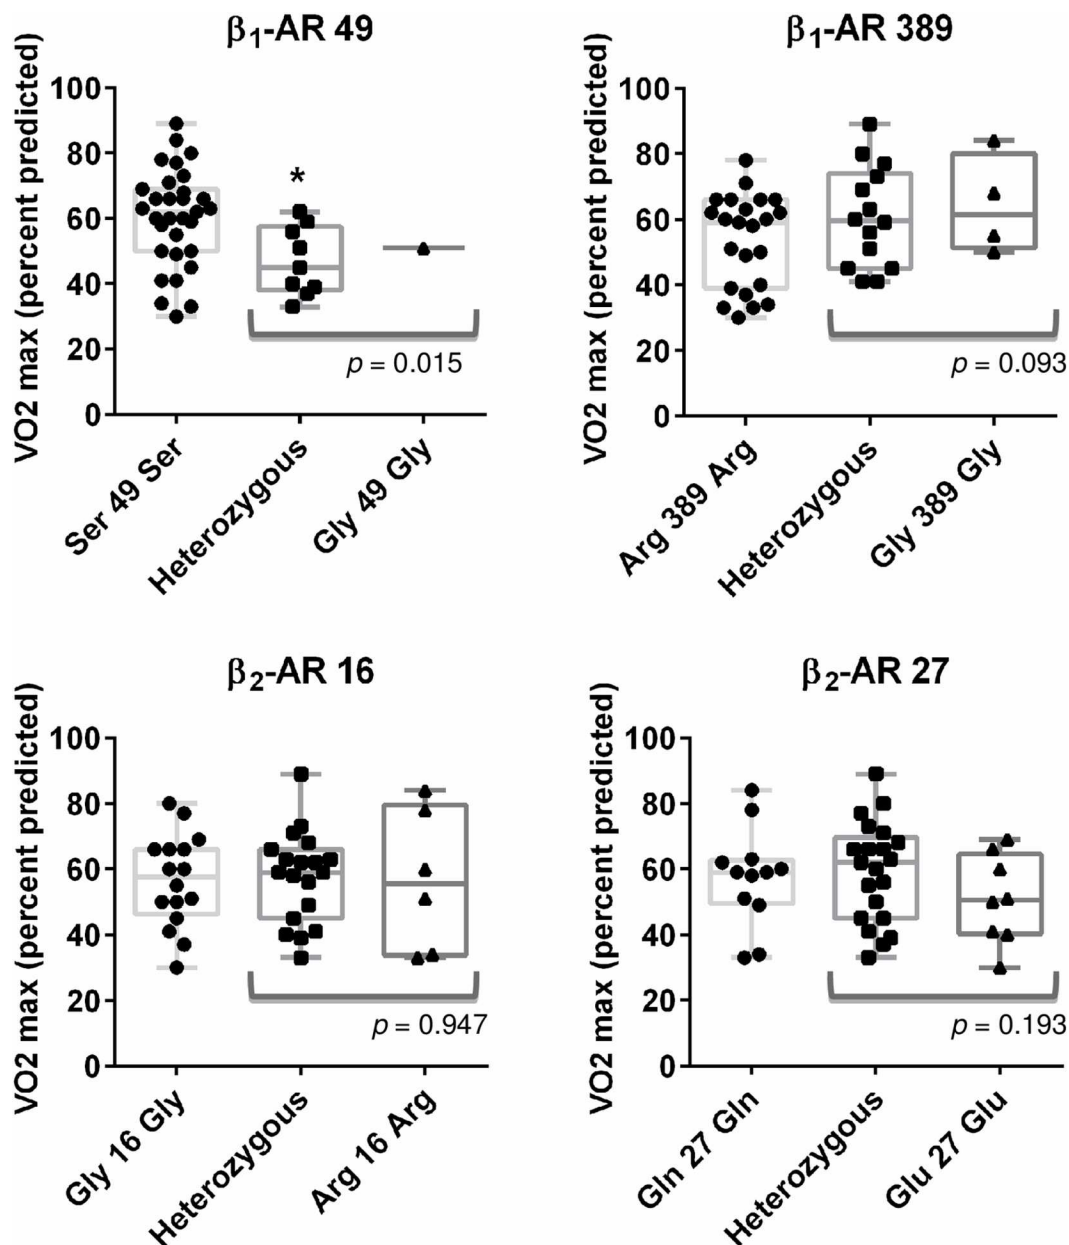 β1-AR 49
VO2 max (percent predicted)
100
80
60
40
20
0
*
p = 0.015
Ser 49 Ser
Heterozygous
Gly 49 Gly
β1-AR 389
VO2 max (percent predicted)
100
80
60
40
20
0
p = 0.093
Arg 389 Arg
Heterozygous
Gly 389 Gly
β2-AR 16
VO2 max (percent predicted)
100
80
60
40
20
0
p = 0.947
Gly 16 Gly
Heterozygous
Arg 16 Arg
β2-AR 27
VO2 max (percent predicted)
100
80
60
40
20
0
p = 0.193
Gln 27 Gln
Heterozygous
Glu 27 Glu